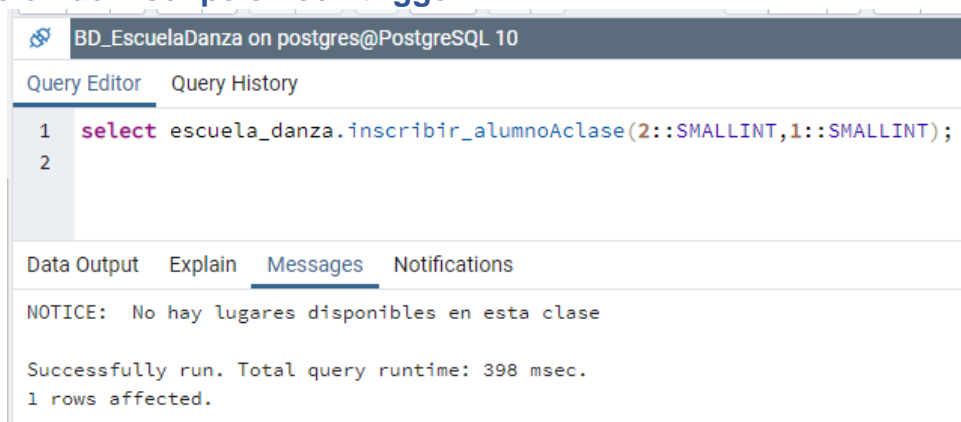 BD_EscuelaDanza on postgres@PostgreSQL 10
Query Editor Query History
1 select escuela_danza.inscribir_alumnoAclase(2::SMALLINT,1::SMALLINT);
2
Data Output Explain Messages Notifications
NOTICE: No hay lugares disponibles en esta clase
Successfully run. Total query runtime: 398 msec.
1 rows affected.